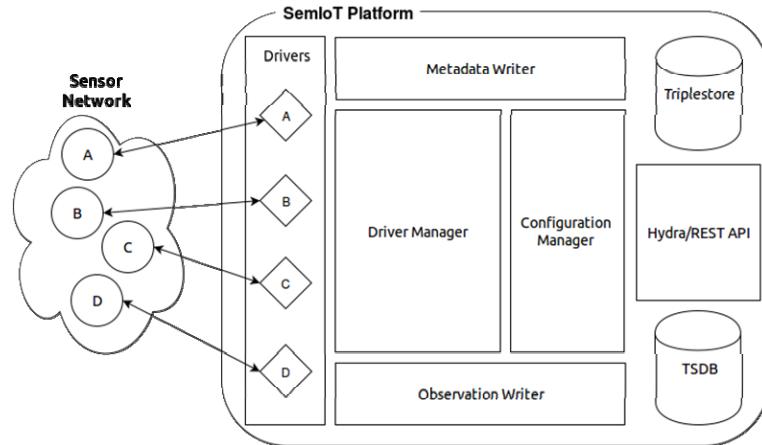 SemIoT Platform
Sensor
Network
A
B
C
D
Drivers
A
B
C
D
Metadata Writer
Driver Manager
Configuration
Manager
Observation Writer
Triplestore
Hydra/REST API
TSDB